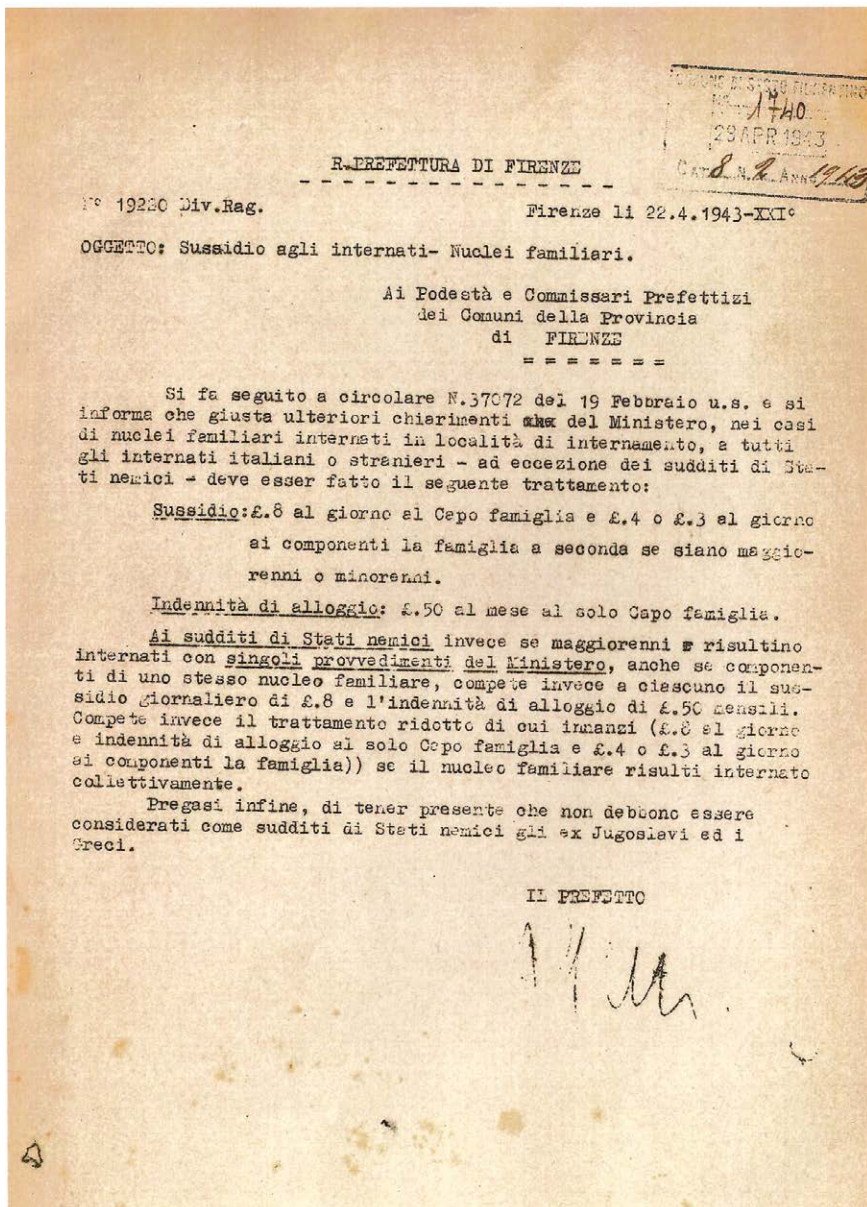 COMUNE DI SESTO FIORENTINO
1740
29 APR 1943
CAT. 8 N. 2 ANNO 1943
R.PREFETTURA DI FIRENZE
N° 19220 Div.Rag. Firenze li 22.4.1943-XXI°
OGGETTO: Sussidio agli internati- Nuclei familiari.
Ai Podestà e Commissari Prefettizi
dei Comuni della Provincia
di FIRENZE
= = = = = = =
Si fa seguito a circolare N.37072 del 19 Febbraio u.s. e si
informa che giusta ulteriori chiarimenti del Ministero, nei casi
di nuclei familiari internati in località di internamento, a tutti
gli internati italiani o stranieri - ad eccezione dei sudditi di Sta-
ti nemici - deve esser fatto il seguente trattamento:
Sussidio:£.8 al giorno al Capo famiglia e £.4 o £.3 al giorno
ai componenti la famiglia a seconda se siano maggio-
renni o minorenni.
Indennità di alloggio: £.50 al mese al solo Capo famiglia.
Ai sudditi di Stati nemici invece se maggiorenni risultino
internati con singoli provvedimenti del Ministero, anche se componen-
ti di uno stesso nucleo familiare, compete invece a ciascuno il sus-
sidio giornaliero di £.8 e l'indennità di alloggio di £.50 mensili.
Compete invece il trattamento ridotto di cui innanzi (£.8 al giorno
e indennità di alloggio al solo Capo famiglia e £.4 o £.3 al giorno
ai componenti la famiglia)) se il nucleo familiare risulti internato
collettivamente.
Pregasi infine, di tener presente che non debbono essere
considerati come sudditi di Stati nemici gli ex Jugoslavi ed i
Greci.
IL PREFETTO